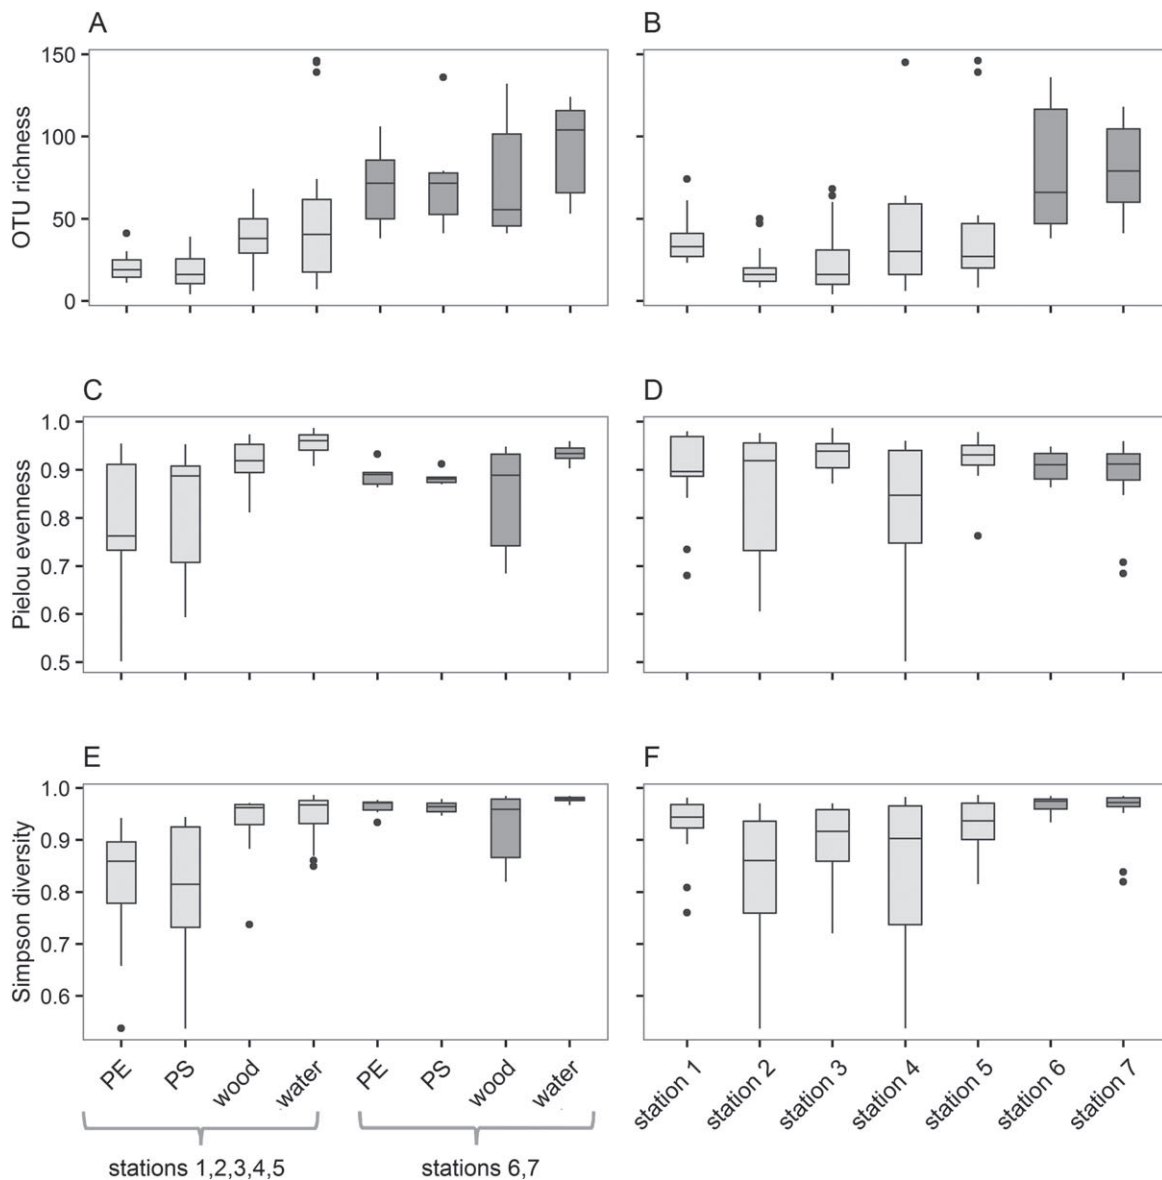 A
B
OTU richness
150
100
50
0
C
D
Pielou evenness
1.0
0.9
0.8
0.7
0.6
0.5
E
F
Simpson diversity
1.0
0.9
0.8
0.7
0.6
PE
PS
wood
water
PE
PS
wood
water
stations 1,2,3,4,5
stations 6,7
station 1
station 2
station 3
station 4
station 5
station 6
station 7